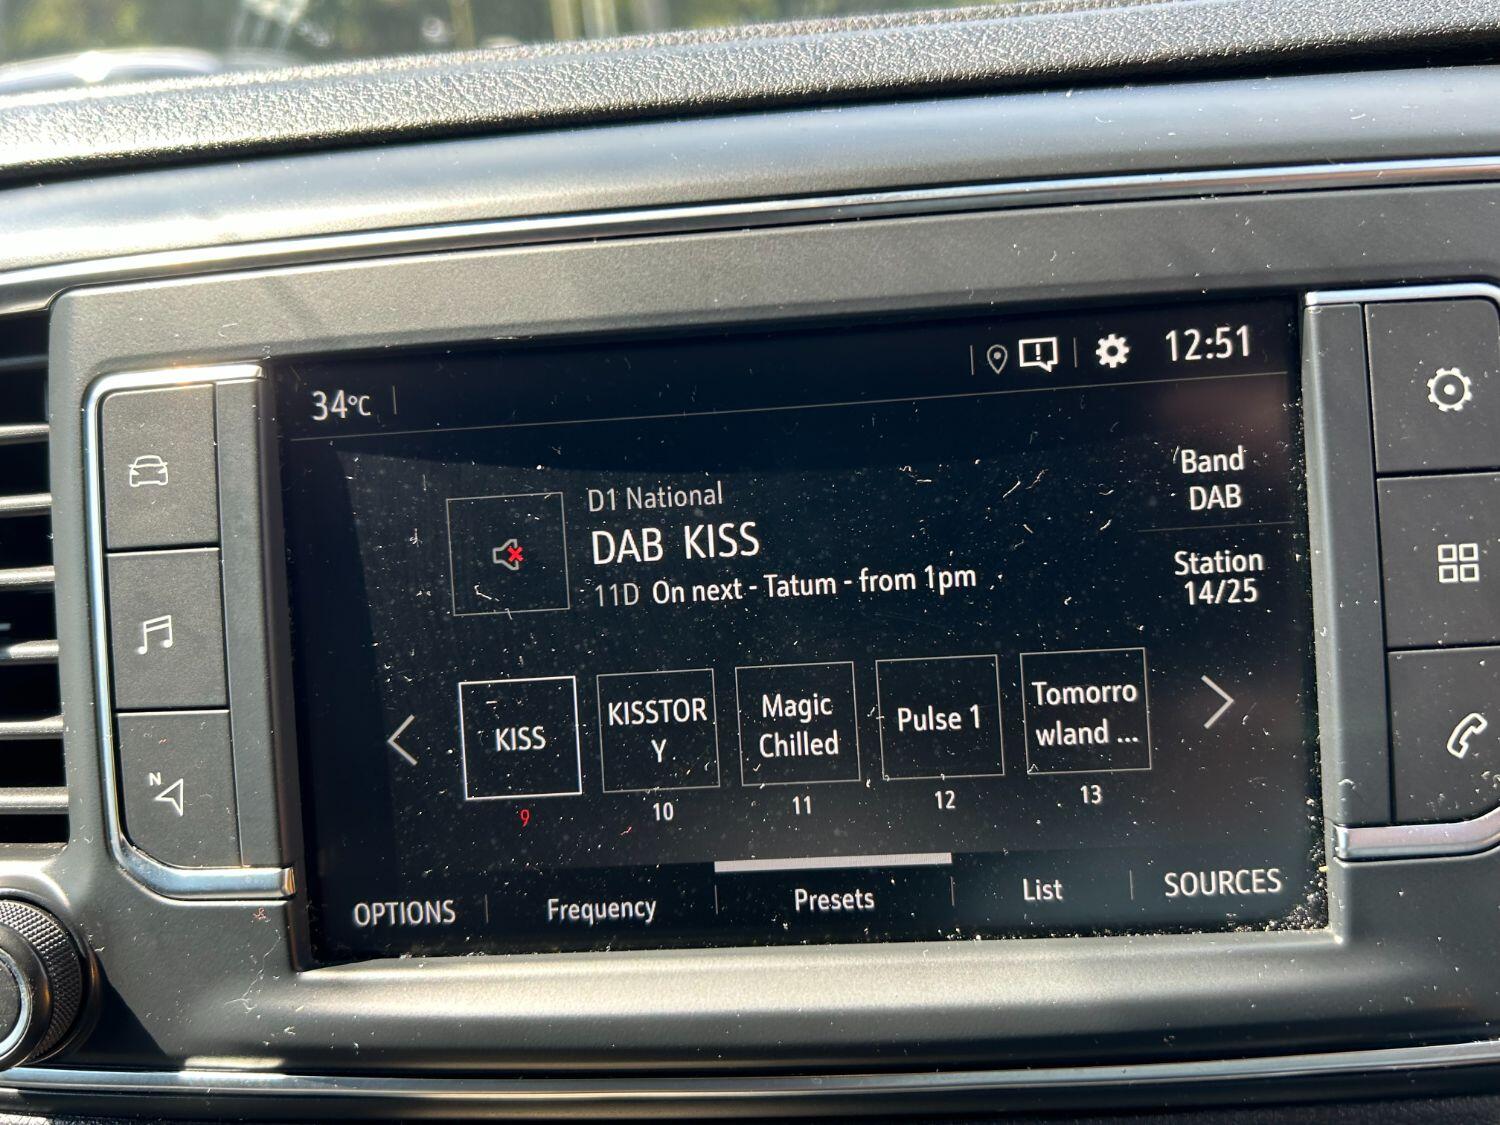 34°C
12:51
D1 National
DAB KISS
11D On next - Tatum - from 1pm
Band
DAB
Station
14/25
KISS
9
KISSTOR
Y
10
Magic
Chilled
11
Pulse 1
12
Tomorro
wland ...
13
OPTIONS
Frequency
Presets
List
SOURCES
N